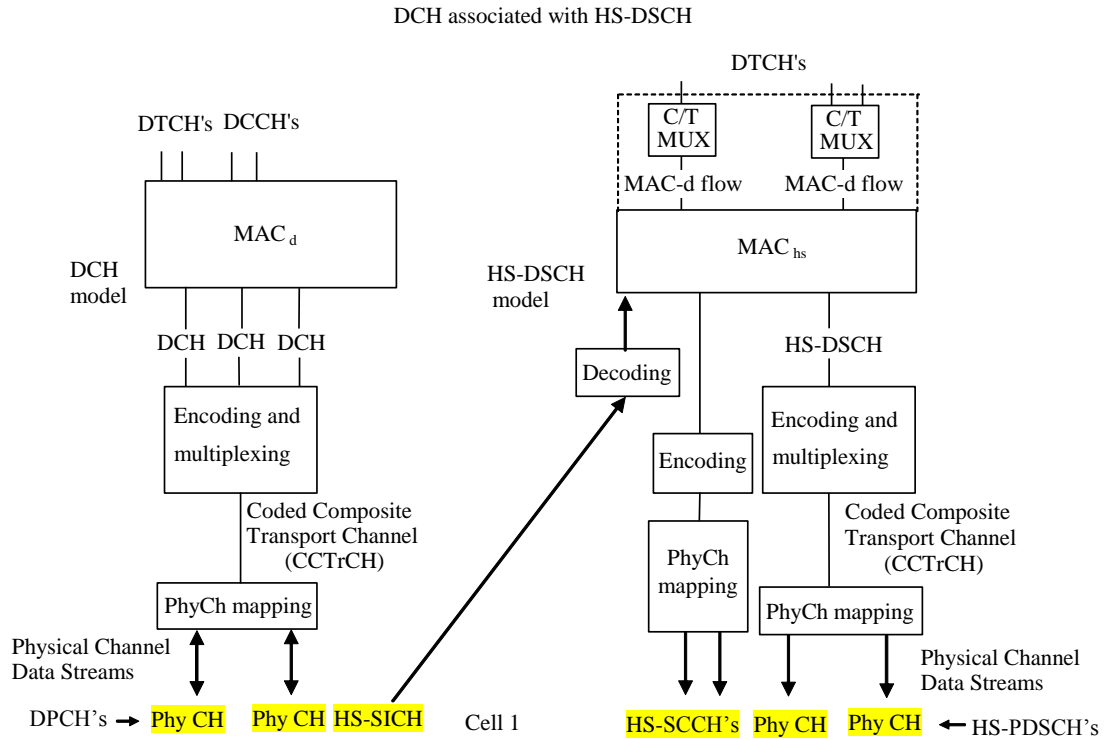 DCH associated with HS-DSCH
DTCH's
C/T
MUX
C/T
MUX
MAC-d flow
MAC-d flow
DTCH's DCCH's
MAC d
MAC hs
DCH
model
HS-DSCH
model
DCH DCH DCH
HS-DSCH
Decoding
Encoding and
multiplexing
Encoding
Encoding and
multiplexing
Coded Composite
Transport Channel
(CCTrCH)
Coded Composite
Transport Channel
(CCTrCH)
PhyCh
mapping
PhyCh mapping
PhyCh mapping
Physical Channel
Data Streams
Physical Channel
Data Streams
DPCH’s
Phy CH
Phy CH
HS-SICH
Cell 1
HS-SCCH's
Phy CH
Phy CH
HS-PDSCH’s